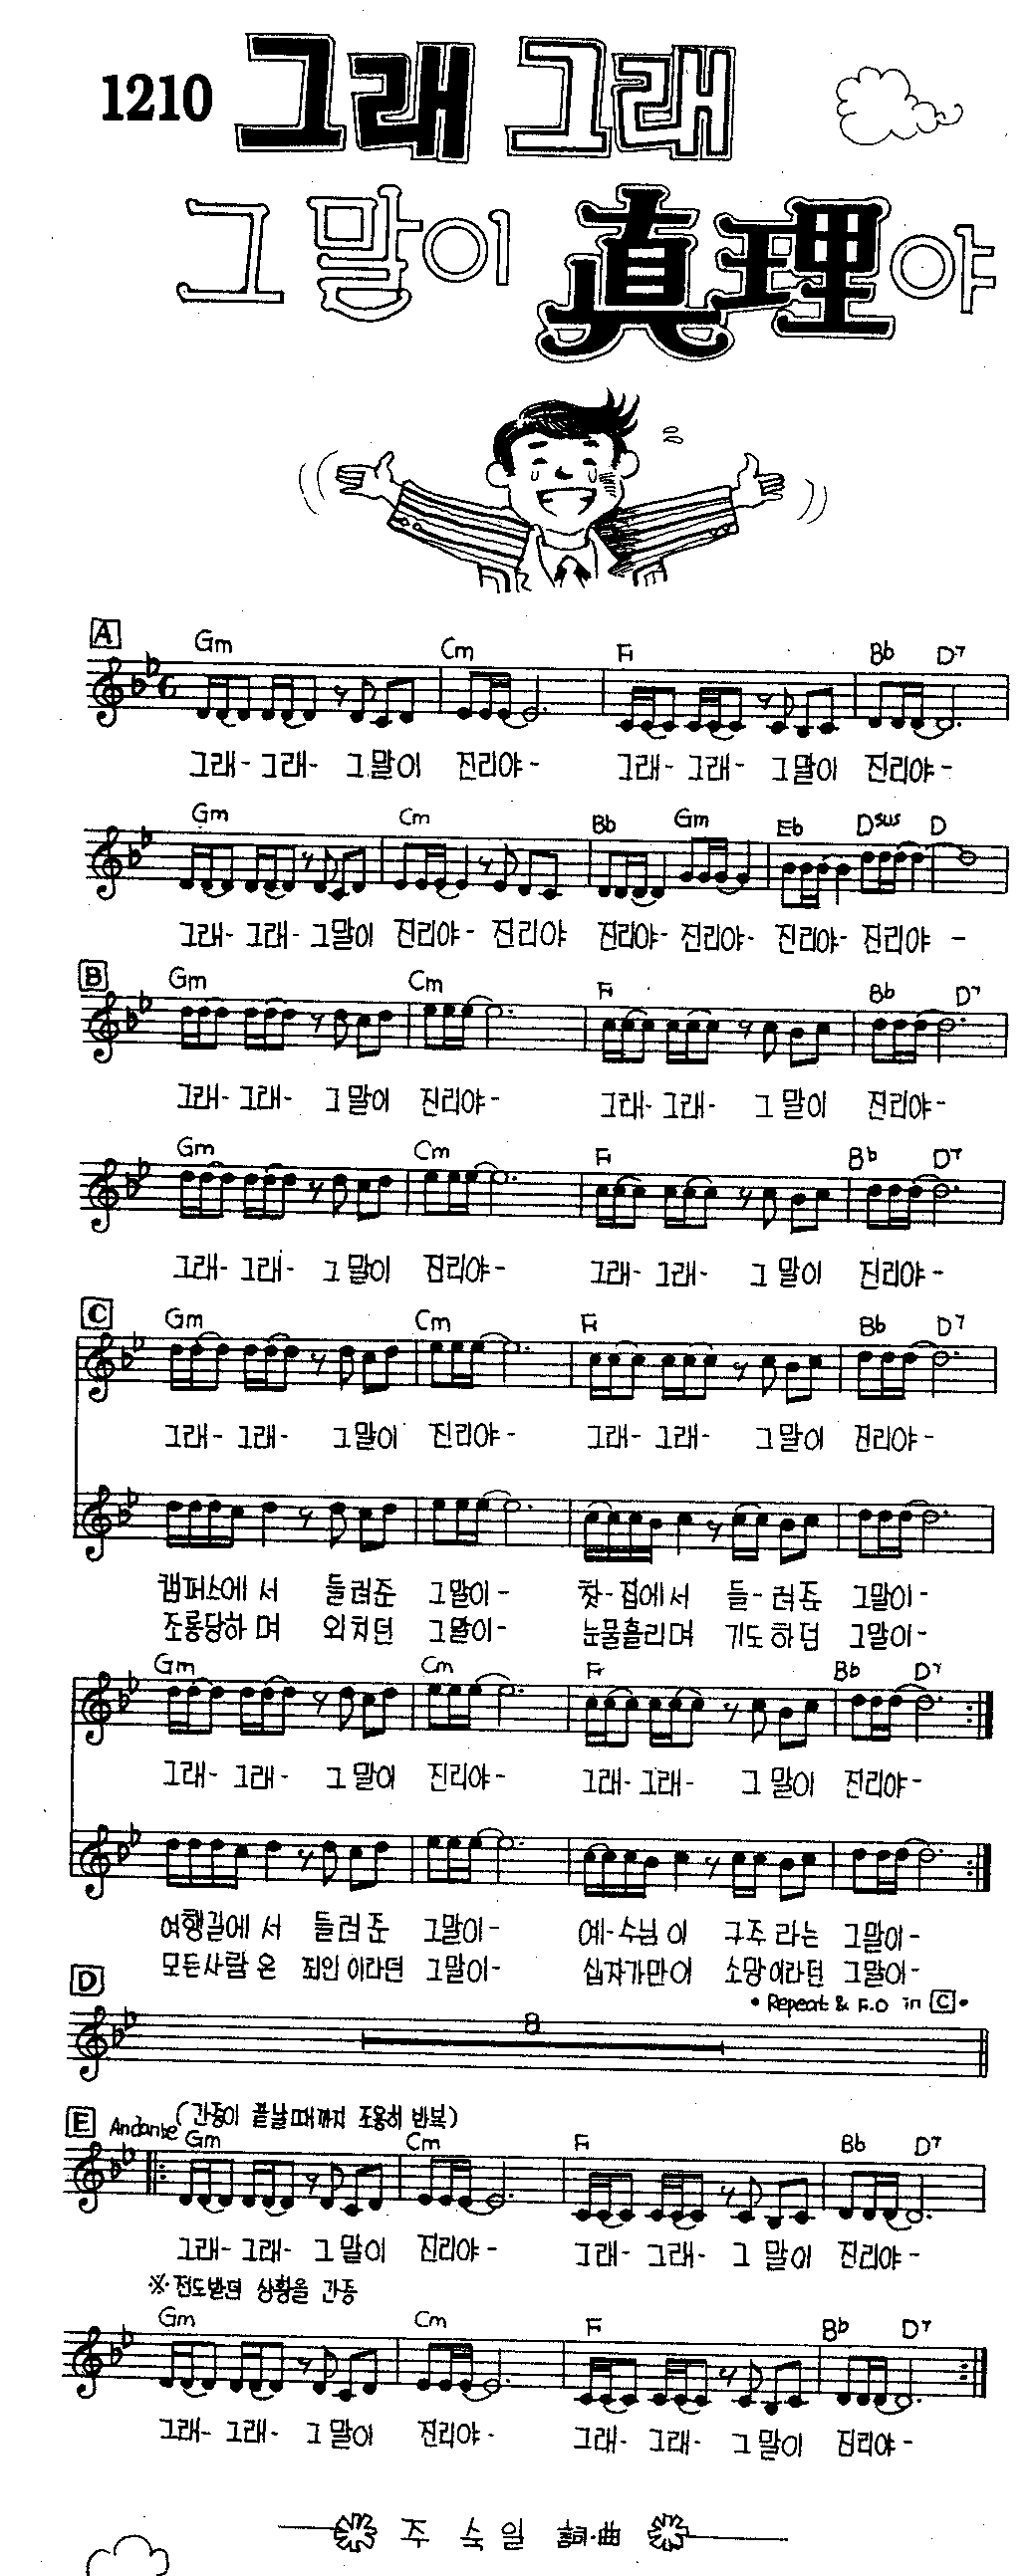 1210 그래 그래
그 말이 眞理야
A
Gm Cm F Bb D7
그래- 그래- 그 말이 진리야- 그래- 그래- 그 말이 진리야-
Gm Cm Bb Gm Eb Dsus D
그래- 그래- 그 말이 진리야- 진리야 진리야- 진리야- 진리야- 진리야 -
B
Gm Cm F Bb D7
그래- 그래- 그 말이 진리야- 그래- 그래- 그 말이 진리야-
Gm Cm F Bb D7
그래- 그래- 그 말이 진리야- 그래- 그래- 그 말이 진리야-
C
Gm Cm F Bb D7
그래- 그래- 그 말이 진리야- 그래- 그래- 그 말이 진리야-
캠퍼스에 서 들려준 그 말이- 찻-집에서 들-려준 그 말이-
조롱당하 며 외치던 그 말이- 눈물흘리며 기도하던 그 말이-
Gm Cm F Bb D7
그래- 그래- 그 말이 진리야- 그래- 그래- 그 말이 진리야-
여행길에 서 들려준 그 말이- 예-수님 이 구주라는 그 말이-
모든사람 은 죄인이라던 그 말이- 십자가만이 소망이라던 그 말이-
D
• Repeat & F.O in C •
8
E Andante (간증이 끝날때까지 조용히 반복)
Gm Cm F Bb D7
그래- 그래- 그 말이 진리야- 그래- 그래- 그 말이 진리야-
※ 전도받던 상황을 간증
Gm Cm F Bb D7
그래- 그래- 그 말이 진리야- 그래- 그래- 그 말이 진리야-
주 숙 일 詞·曲